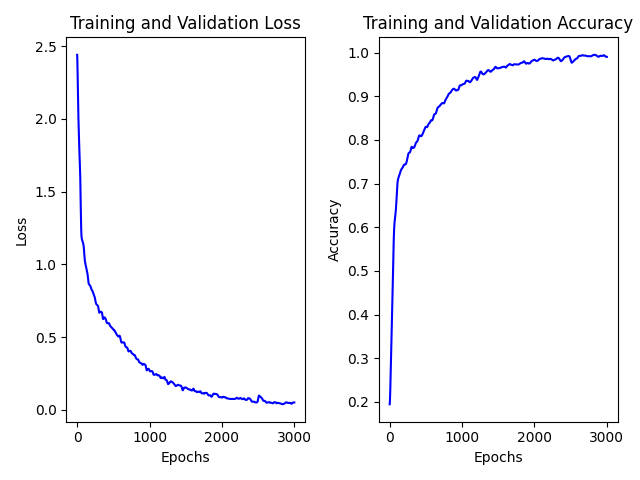 Training and Validation Loss
2.5
2.0
1.5
1.0
0.5
0.0
Loss
0 1000 2000 3000
Epochs
Training and Validation Accuracy
1.0
0.9
0.8
0.7
0.6
0.5
0.4
0.3
0.2
Accuracy
0 1000 2000 3000
Epochs